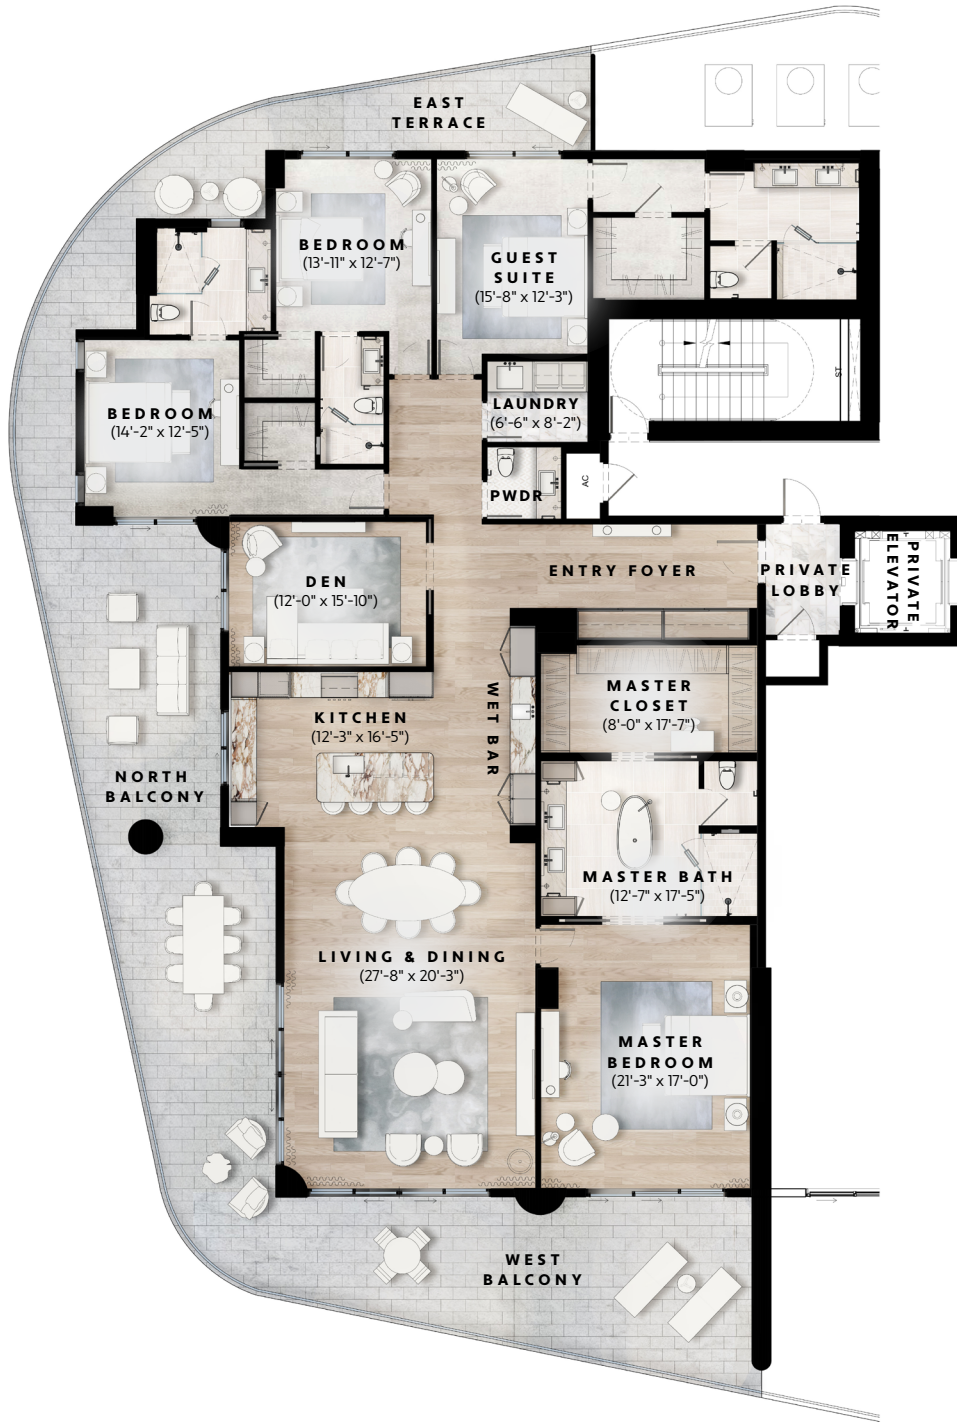 EAST
TERRACE
BEDROOM
(13'-11" x 12'-7")
GUEST
SUITE
(15'-8" x 12'-3")
ST
BEDROOM
(14'-2" x 12'-5")
LAUNDRY
(6'-6" x 8'-2")
PWDR
AC
DEN
(12'-0" x 15'-10")
ENTRY FOYER
PRIVATE
LOBBY
PRIVATE
ELEVATOR
MASTER
CLOSET
(8'-0" x 17'-7")
WET BAR
KITCHEN
(12'-3" x 16'-5")
NORTH
BALCONY
MASTER BATH
(12'-7" x 17'-5")
LIVING & DINING
(27'-8" x 20'-3")
MASTER
BEDROOM
(21'-3" x 17'-0")
WEST
BALCONY